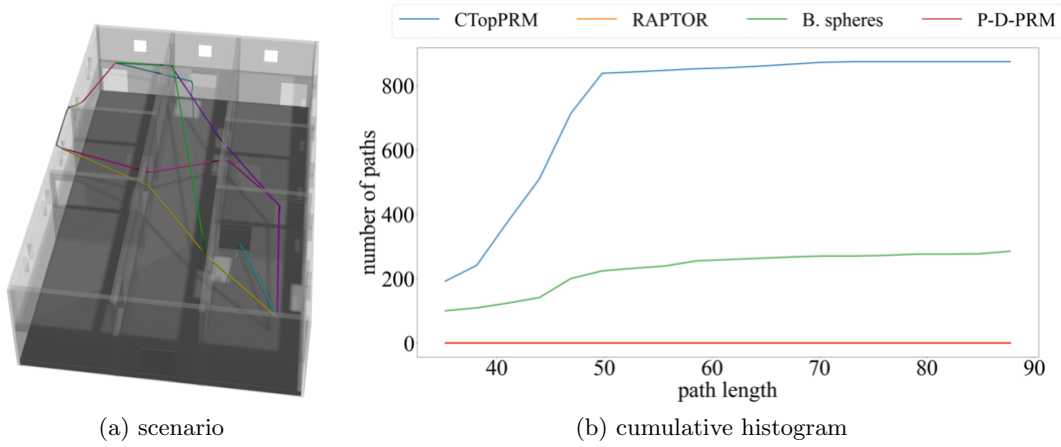 CTopPRM RAPTOR B. spheres P-D-PRM
number of paths
800
600
400
200
0
40 50 60 70 80 90
path length
(a) scenario (b) cumulative histogram